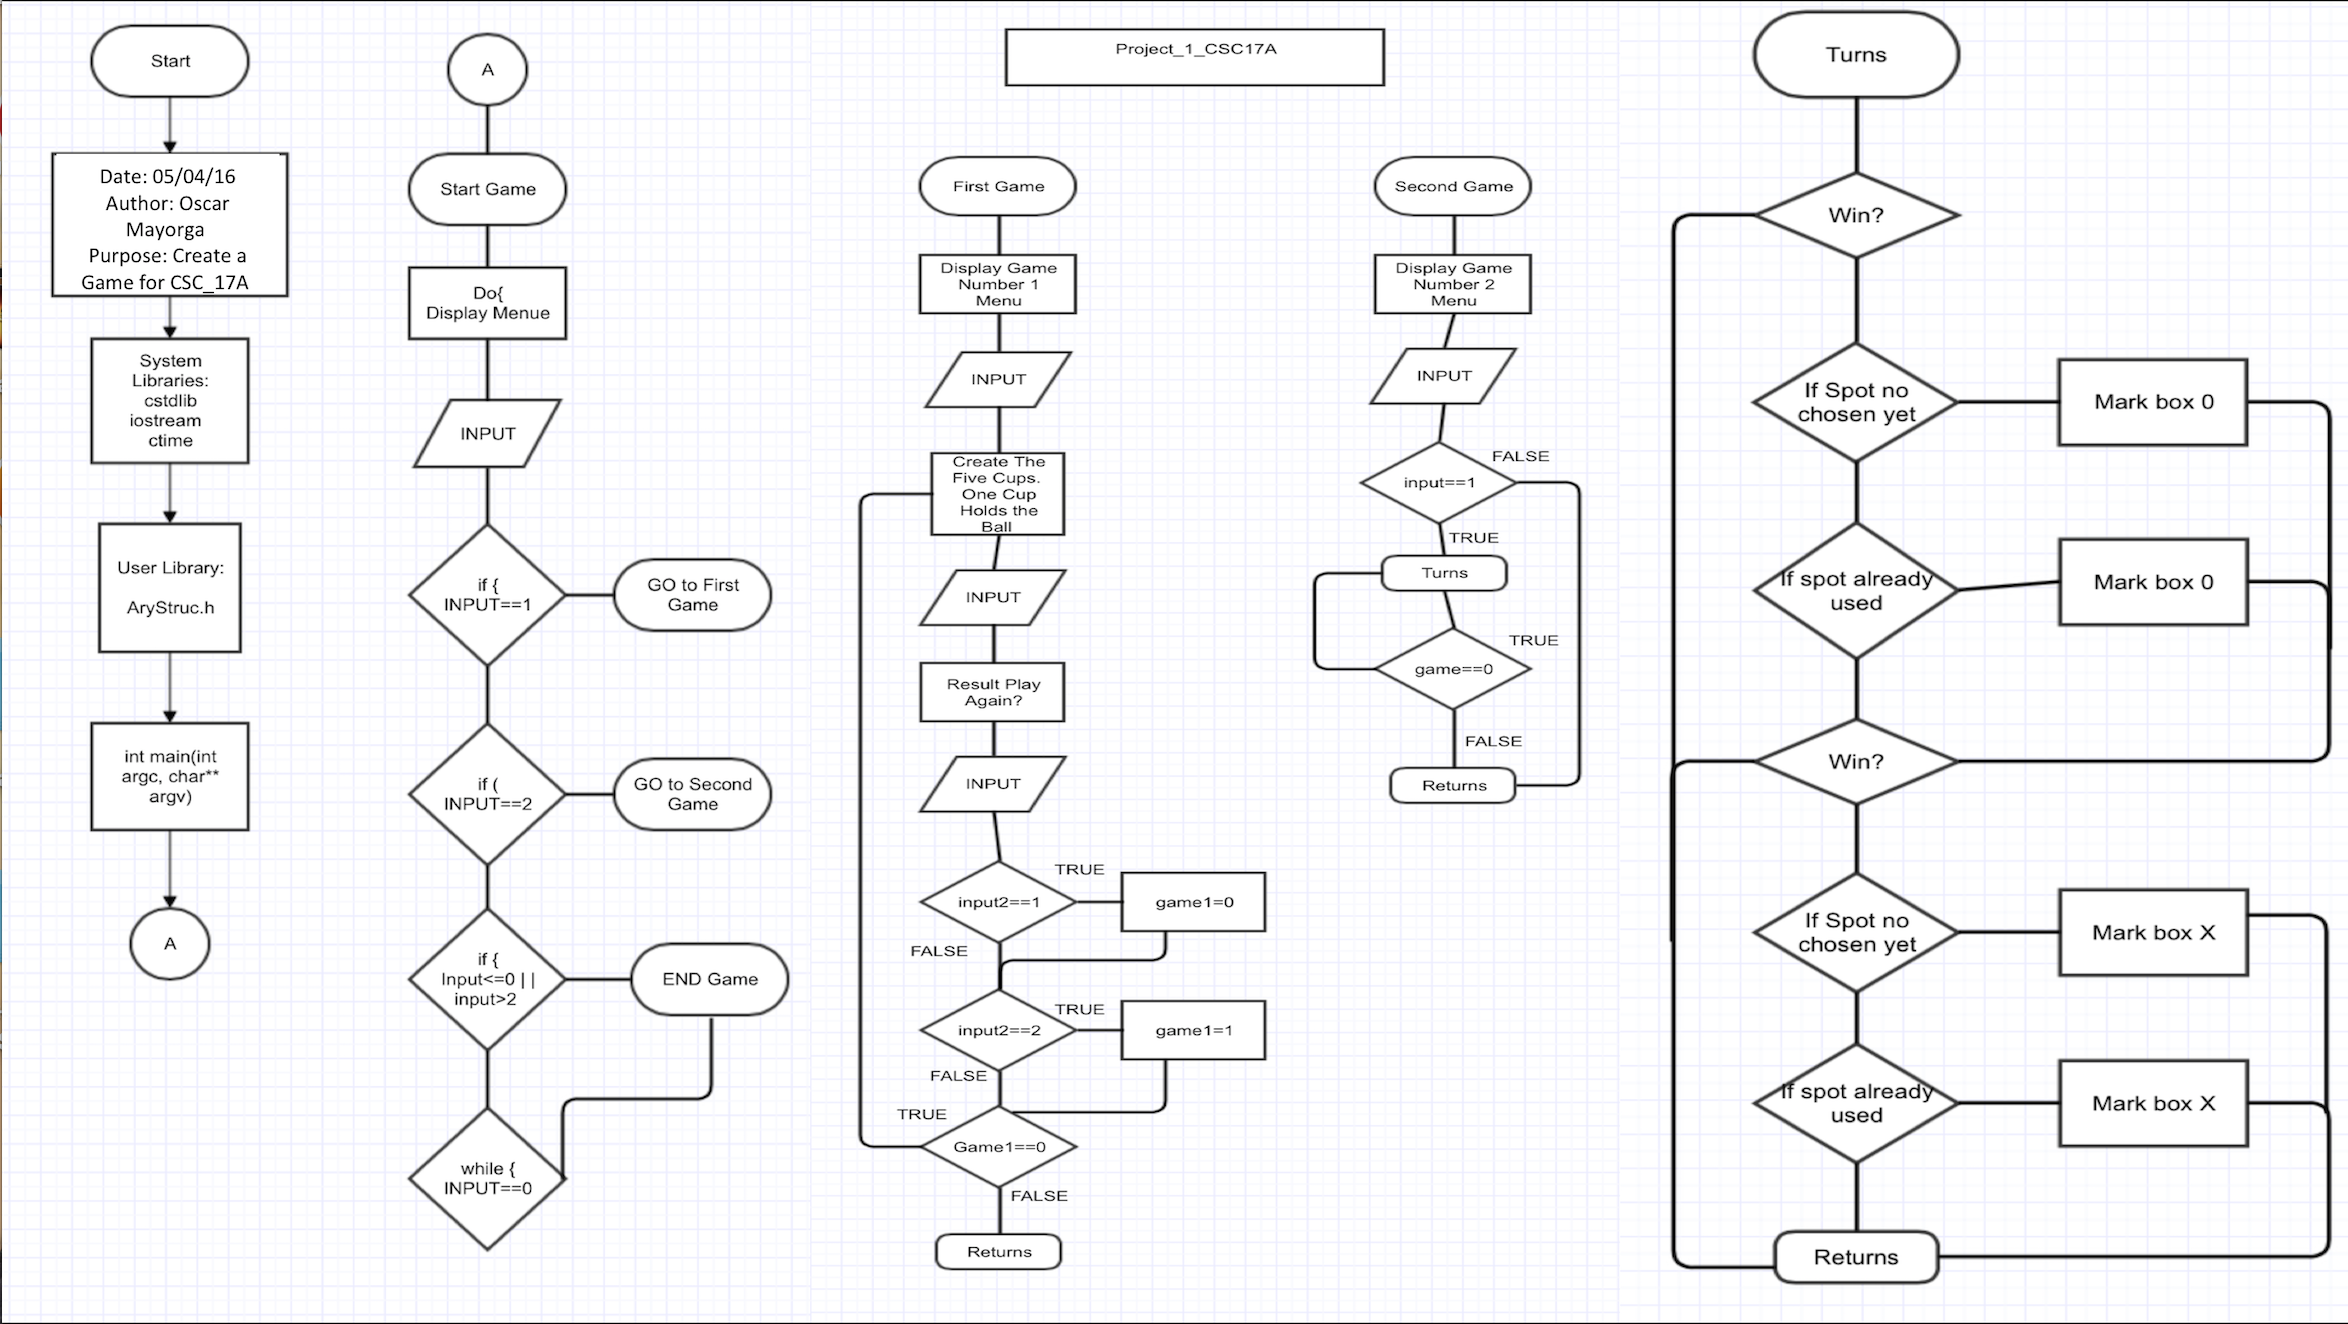 Start
Date: 05/04/16
Author: Oscar
Mayorga
Purpose: Create a
Game for CSC_17A
System
Libraries:
cstdlib
iostream
ctime
User Library:
AryStruc.h
int main(int
argc, char**
argv)
A
A
Start Game
Do{
Display Menue
INPUT
if {
INPUT==1
GO to First
Game
if (
INPUT==2
GO to Second
Game
if {
Input<=0 ||
input>2
END Game
while {
INPUT==0
Project_1_CSC17A
First Game
Display Game
Number 1
Menu
INPUT
Create The
Five Cups.
One Cup
Holds the
Ball
INPUT
Result Play
Again?
INPUT
input2==1
TRUE
game1=0
FALSE
input2==2
TRUE
game1=1
FALSE
TRUE
Game1==0
FALSE
Returns
Second Game
Display Game
Number 2
Menu
INPUT
FALSE
input==1
TRUE
Turns
TRUE
game==0
FALSE
Returns
Turns
Win?
If Spot no
chosen yet
Mark box 0
If spot already
used
Mark box 0
Win?
If Spot no
chosen yet
Mark box X
If spot already
used
Mark box X
Returns